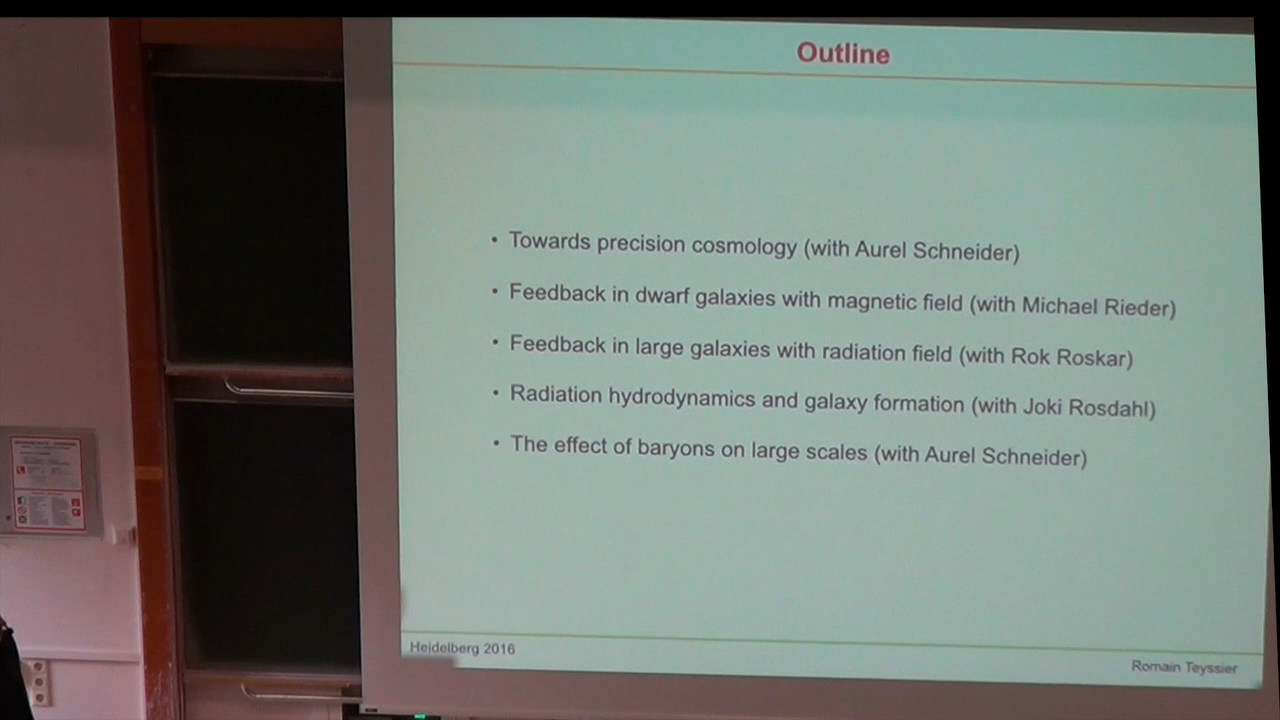 Outline
• Towards precision cosmology (with Aurel Schneider)
• Feedback in dwarf galaxies with magnetic field (with Michael Rieder)
• Feedback in large galaxies with radiation field (with Rok Roskar)
• Radiation hydrodynamics and galaxy formation (with Joki Rosdahl)
• The effect of baryons on large scales (with Aurel Schneider)
Heidelberg 2016
Romain Teyssier